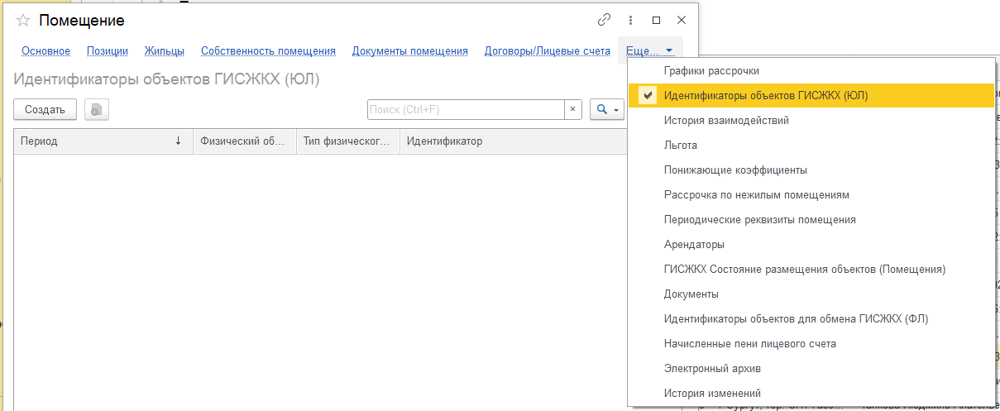 Помещение
Основное Позиции Жильцы Собственность помещения Документы помещения Договоры/Лицевые счета Еще...
Идентификаторы объектов ГИСЖКХ (ЮЛ)
Создать Поиск (Ctrl+F) ×
Период ↓ Физический об... Тип физическог... Идентификатор
Графики рассрочки
Идентификаторы объектов ГИСЖКХ (ЮЛ)
История взаимодействий
Льгота
Понижающие коэффициенты
Рассрочка по нежилым помещениям
Периодические реквизиты помещения
Арендаторы
ГИСЖКХ Состояние размещения объектов (Помещения)
Документы
Идентификаторы объектов для обмена ГИСЖКХ (ФЛ)
Начисленные пени лицевого счета
Электронный архив
История изменений